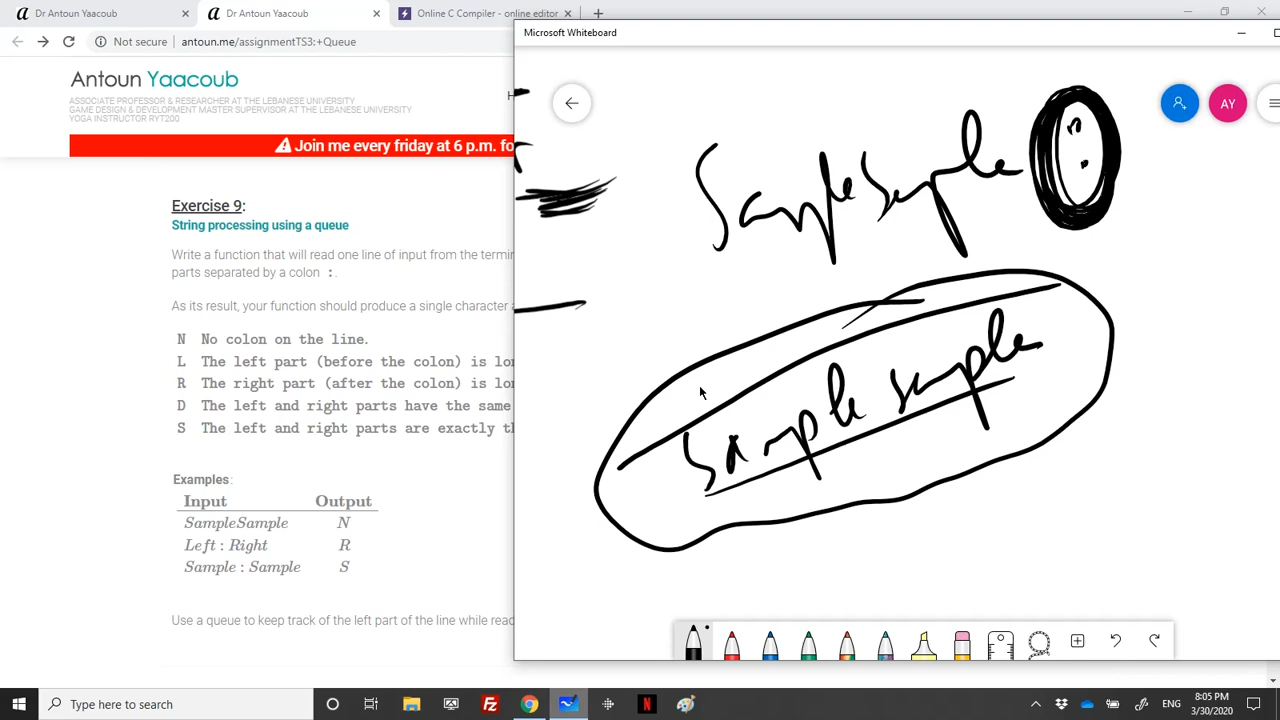 Dr Antoun Yaacoub
Dr Antoun Yaacoub
Online C Compiler - online editor
Not secure
antoun.me/assignmentTS3:+Queue
Antoun Yaacoub
ASSOCIATE PROFESSOR & RESEARCHER AT THE LEBANESE UNIVERSITY
GAME DESIGN & DEVELOPMENT MASTER SUPERVISOR AT THE LEBANESE UNIVERSITY
YOGA INSTRUCTOR RYT200
H
Join me every friday at 6 p.m. fo
Exercise 9:
String processing using a queue
Write a function that will read one line of input from the termin
parts separated by a colon :.
As its result, your function should produce a single character a
N No colon on the line.
L The left part (before the colon) is lon
R The right part (after the colon) is lon
D The left and right parts have the same
S The left and right parts are exactly th
Examples:
Input Output
SampleSample N
Left : Right R
Sample : Sample S
Use a queue to keep track of the left part of the line while read
Microsoft Whiteboard
AY
SampleSample :
Sample sample
Type here to search
ENG
8:05 PM
3/30/2020